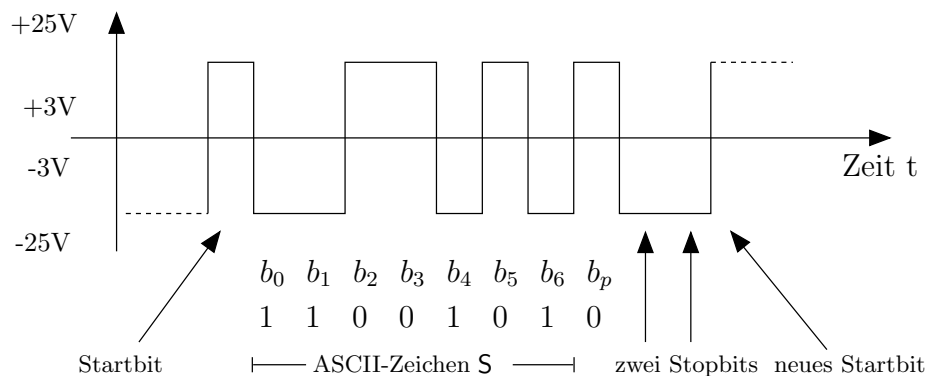 +25V
+3V
-3V
Zeit t
-25V
b0 b1 b2 b3 b4 b5 b6 bp
1 1 0 0 1 0 1 0
Startbit ASCII-Zeichen S zwei Stopbits neues Startbit